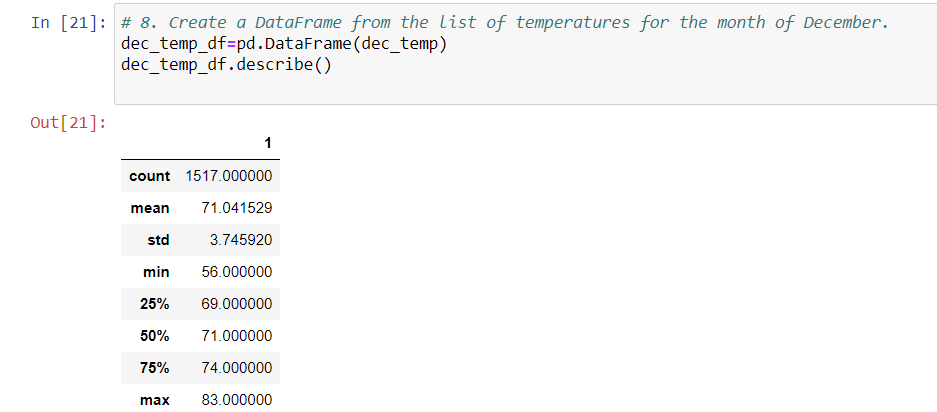 In [21]: # 8. Create a DataFrame from the list of temperatures for the month of December.
dec_temp_df=pd.DataFrame(dec_temp)
dec_temp_df.describe()
Out[21]:
1
count 1517.000000
mean 71.041529
std 3.745920
min 56.000000
25% 69.000000
50% 71.000000
75% 74.000000
max 83.000000